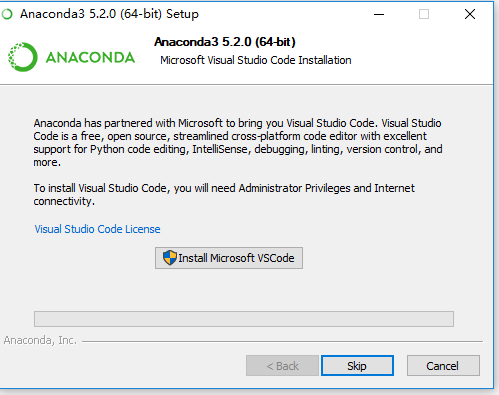 Anaconda3 5.2.0 (64-bit) Setup
ANACONDA
Anaconda3 5.2.0 (64-bit)
Microsoft Visual Studio Code Installation
Anaconda has partnered with Microsoft to bring you Visual Studio Code. Visual Studio
Code is a free, open source, streamlined cross-platform code editor with excellent
support for Python code editing, IntelliSense, debugging, linting, version control, and
more.
To install Visual Studio Code, you will need Administrator Privileges and Internet
connectivity.
Visual Studio Code License
Install Microsoft VSCode
Anaconda, Inc.
< Back
Skip
Cancel